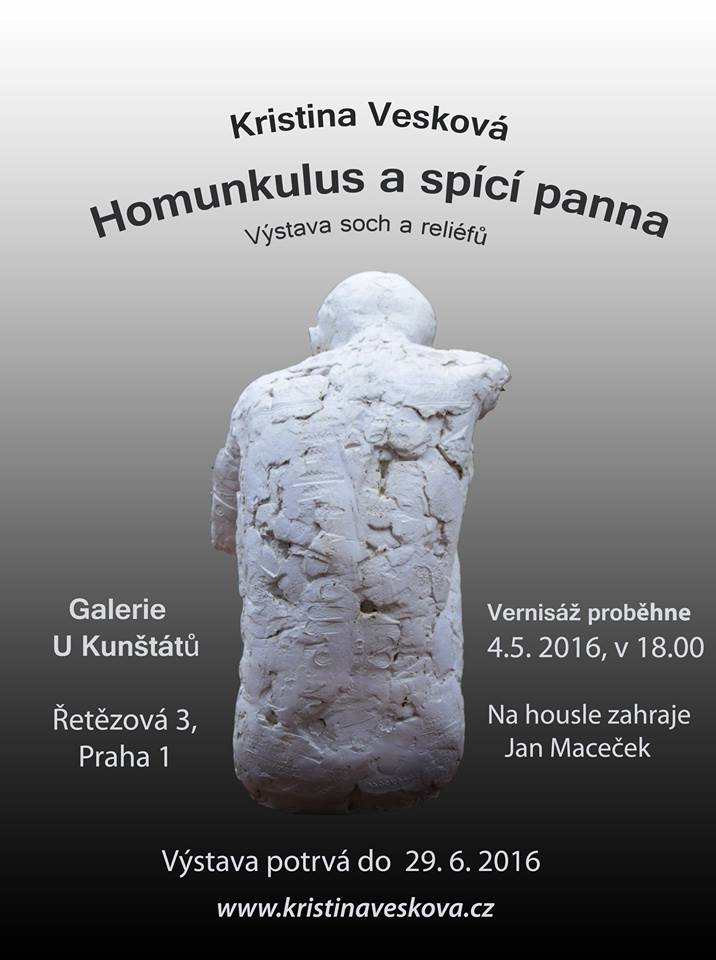 Kristina Vesková
Homunkulus a spící panna
Výstava soch a reliéfů
Galerie
U Kunštátů
Řetězová 3,
Praha 1
Vernisáž proběhne
4.5. 2016, v 18.00
Na housle zahraje
Jan Maceček
Výstava potrvá do 29. 6. 2016
www.kristinaveskova.cz